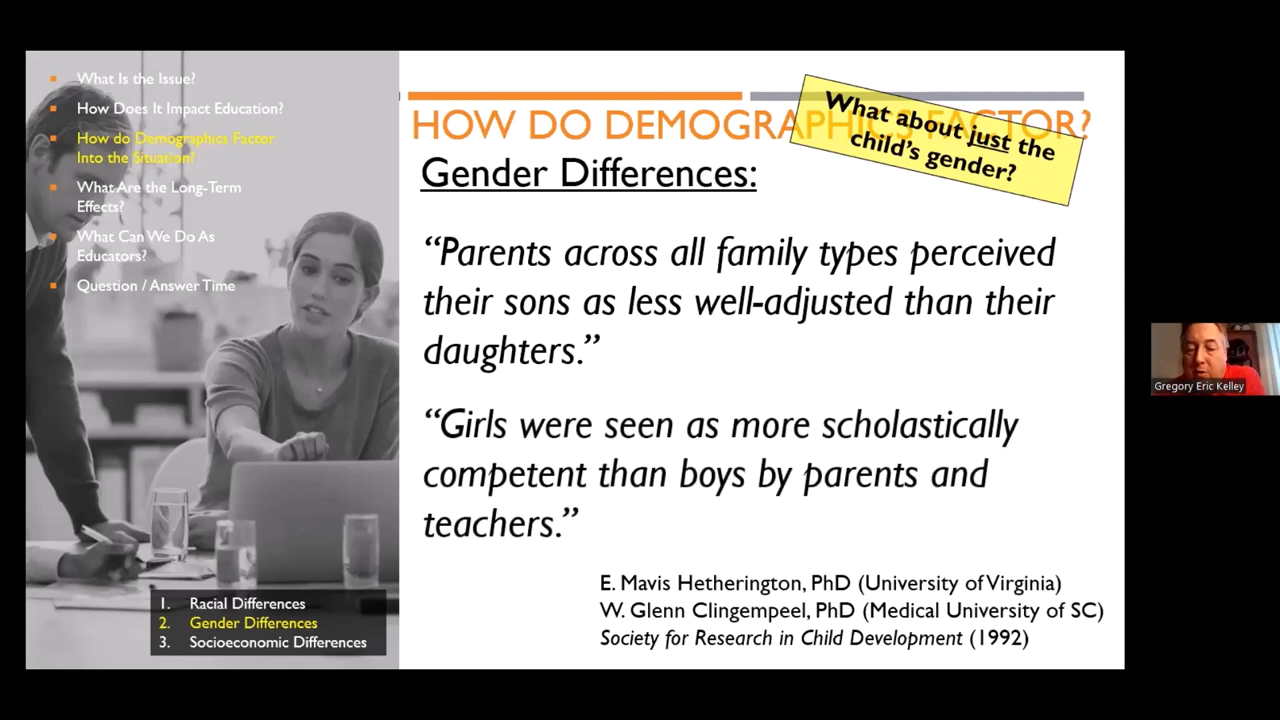 What Is the Issue?
How Does It Impact Education?
How do Demographics Factor
Into the Situation?
What Are the Long-Term
Effects?
What Can We Do As
Educators?
Question / Answer Time
1. Racial Differences
2. Gender Differences
3. Socioeconomic Differences
HOW DO DEMOGRAPHICS FACTOR?
What about just the
child's gender?
Gender Differences:
“Parents across all family types perceived
their sons as less well-adjusted than their
daughters.”
“Girls were seen as more scholastically
competent than boys by parents and
teachers.”
E. Mavis Hetherington, PhD (University of Virginia)
W. Glenn Clingempeel, PhD (Medical University of SC)
Society for Research in Child Development (1992)
Gregory Eric Kelley